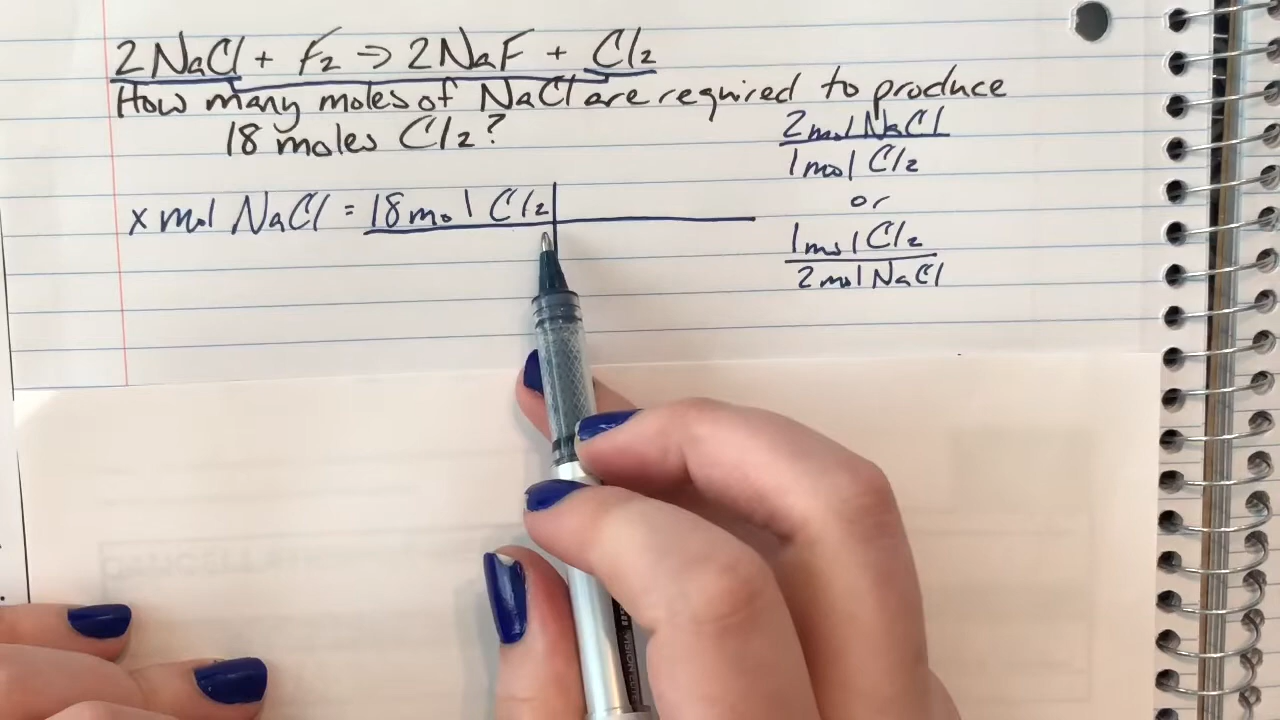 2NaCl + F2 → 2NaF + Cl2
How many moles of NaCl are required to produce
18 moles Cl2?
x mol NaCl = 18 mol Cl2
2 mol NaCl
1 mol Cl2
or
1 mol Cl2
2 mol NaCl